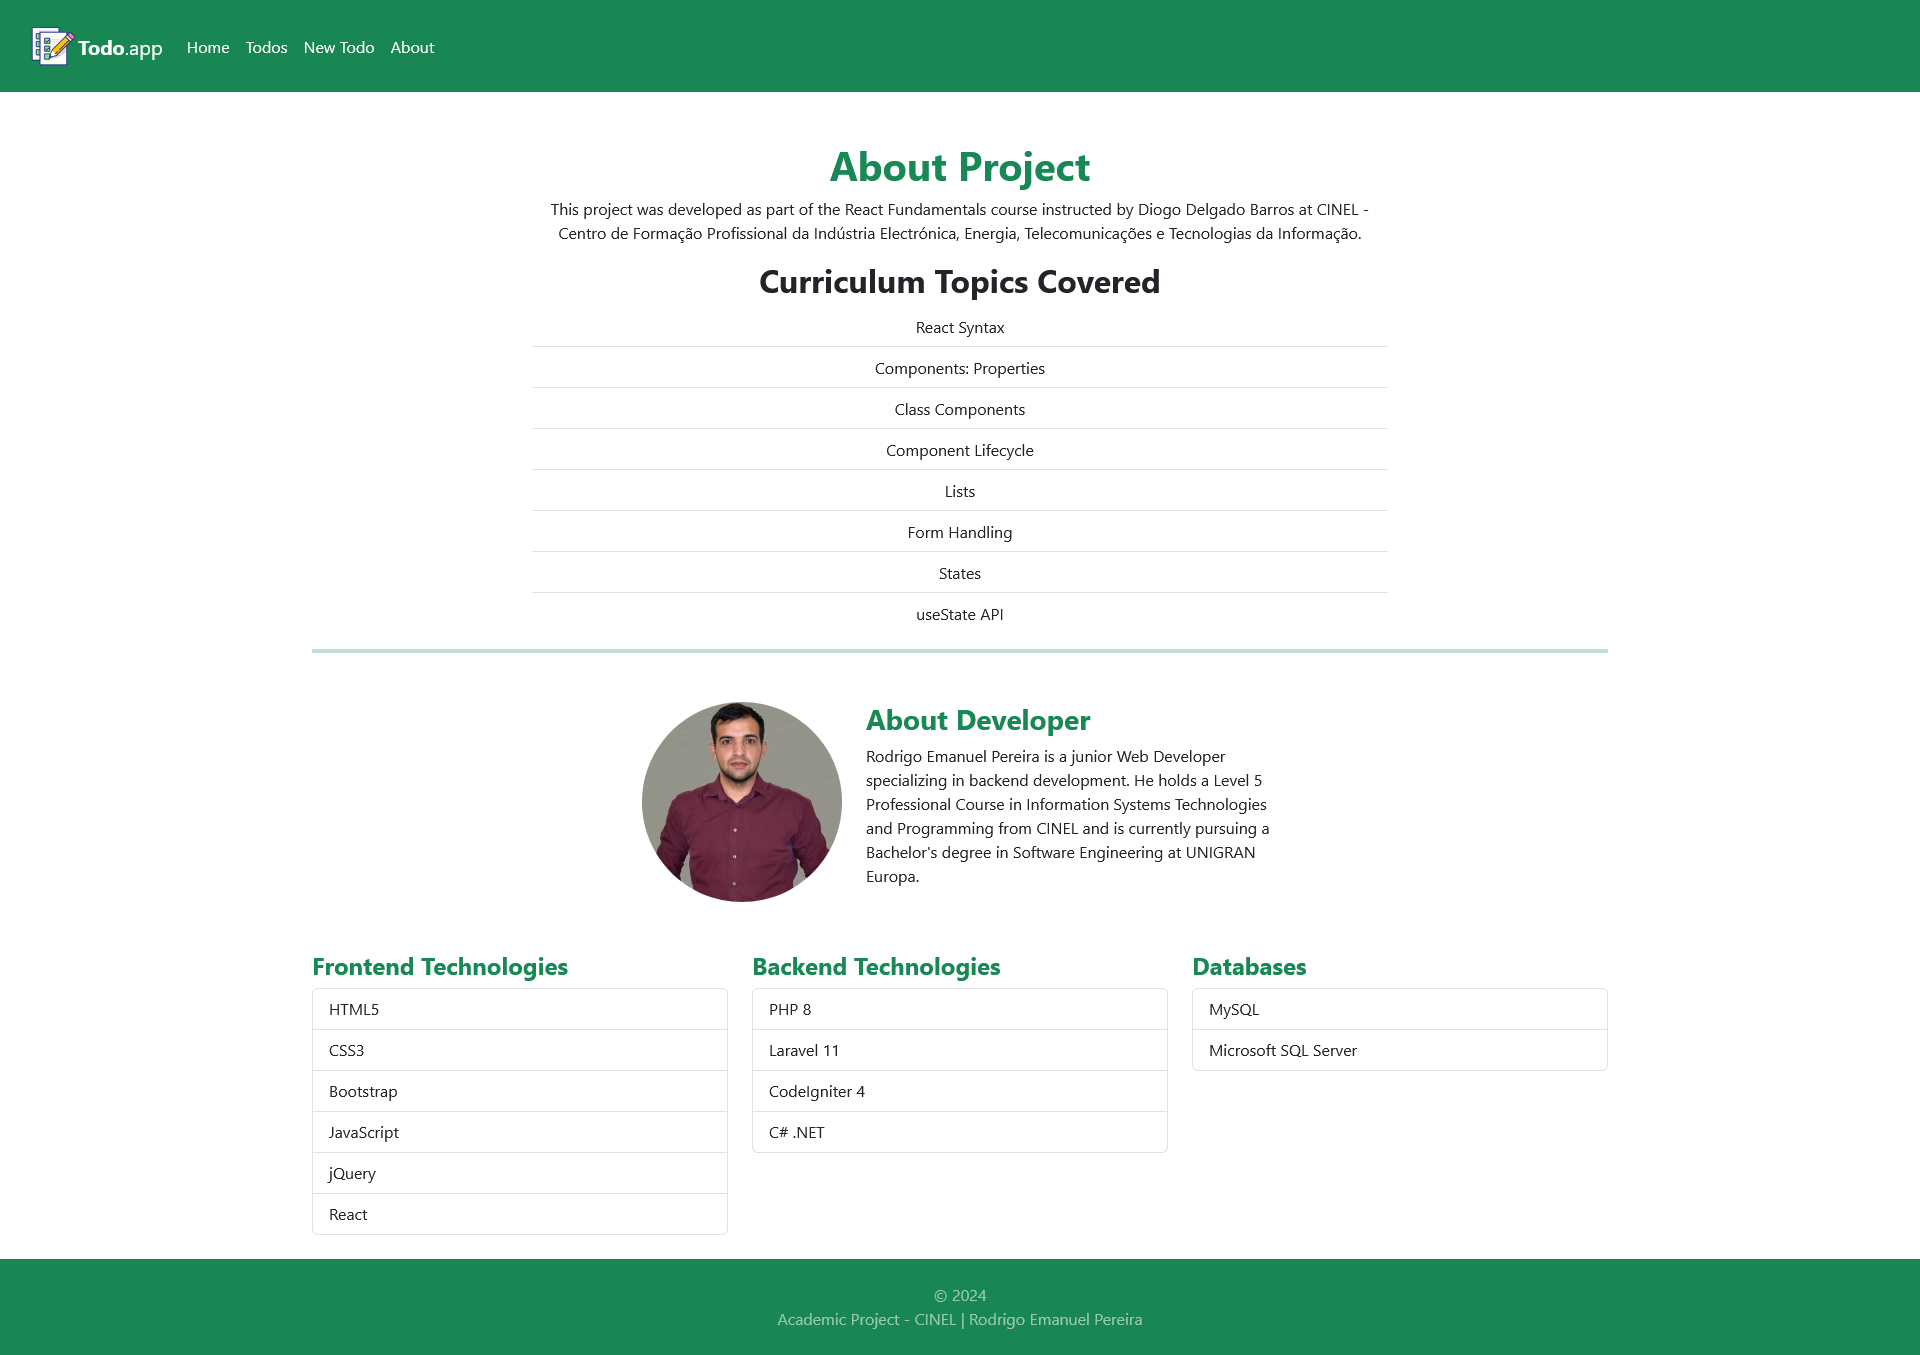 Todo.app
Home Todos New Todo About
About Project
This project was developed as part of the React Fundamentals course instructed by Diogo Delgado Barros at CINEL -
Centro de Formação Profissional da Indústria Electrónica, Energia, Telecomunicações e Tecnologias da Informação.
Curriculum Topics Covered
React Syntax
Components: Properties
Class Components
Component Lifecycle
Lists
Form Handling
States
useState API
About Developer
Rodrigo Emanuel Pereira is a junior Web Developer
specializing in backend development. He holds a Level 5
Professional Course in Information Systems Technologies
and Programming from CINEL and is currently pursuing a
Bachelor's degree in Software Engineering at UNIGRAN
Europa.
Frontend Technologies
HTML5
CSS3
Bootstrap
JavaScript
jQuery
React
Backend Technologies
PHP 8
Laravel 11
CodeIgniter 4
C# .NET
Databases
MySQL
Microsoft SQL Server
© 2024
Academic Project - CINEL | Rodrigo Emanuel Pereira